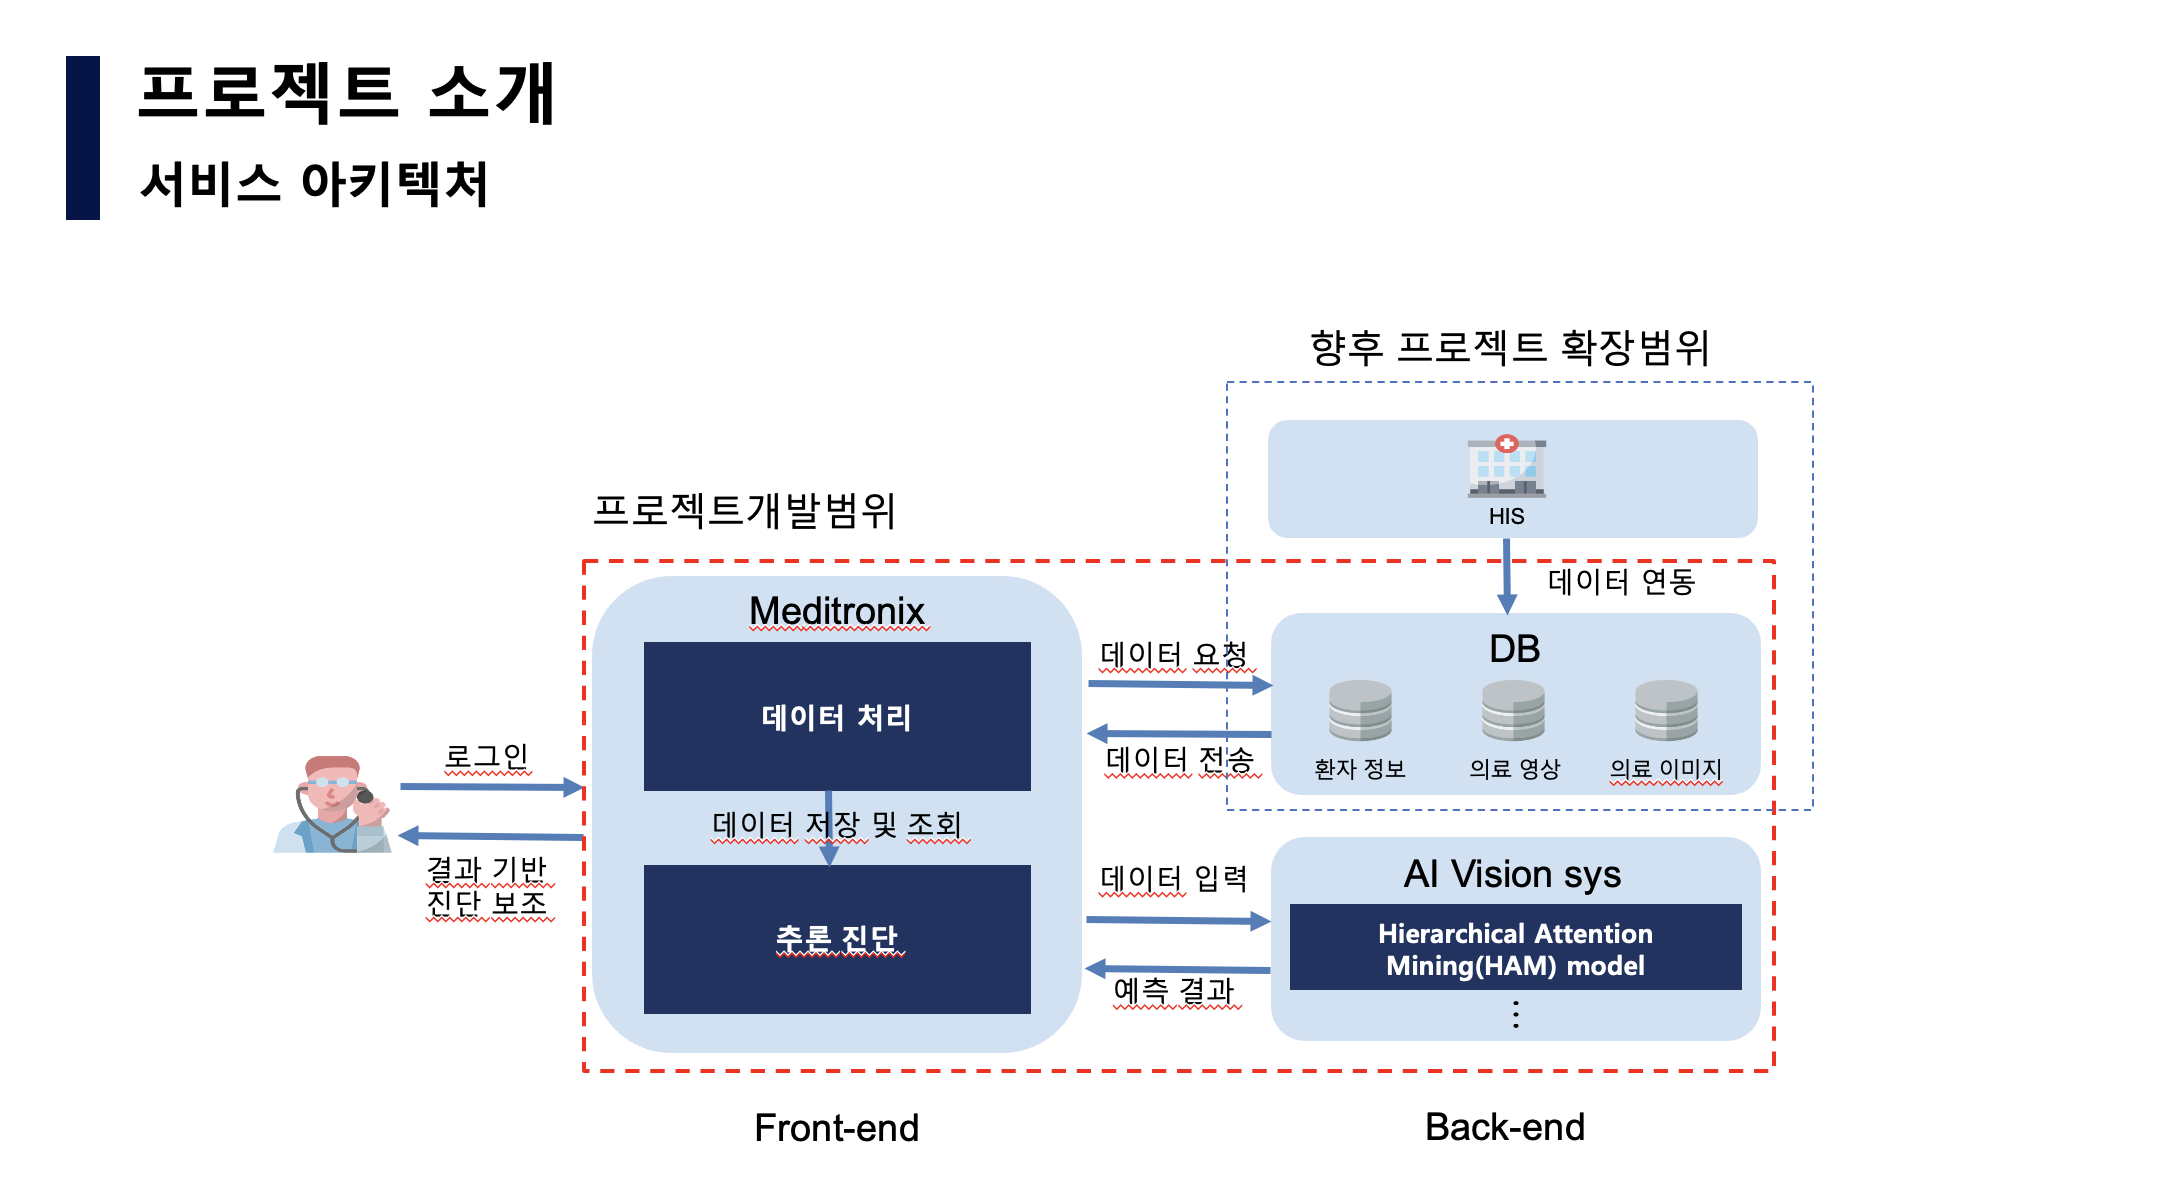 프로젝트 소개
서비스 아키텍처
향후 프로젝트 확장범위
HIS
프로젝트개발범위
데이터 연동
Meditronix
데이터 처리
데이터 저장 및 조회
추론 진단
로그인
결과 기반
진단 보조
데이터 요청
데이터 전송
DB
환자 정보
의료 영상
의료 이미지
데이터 입력
예측 결과
AI Vision sys
Hierarchical Attention
Mining(HAM) model
⋮
Front-end
Back-end